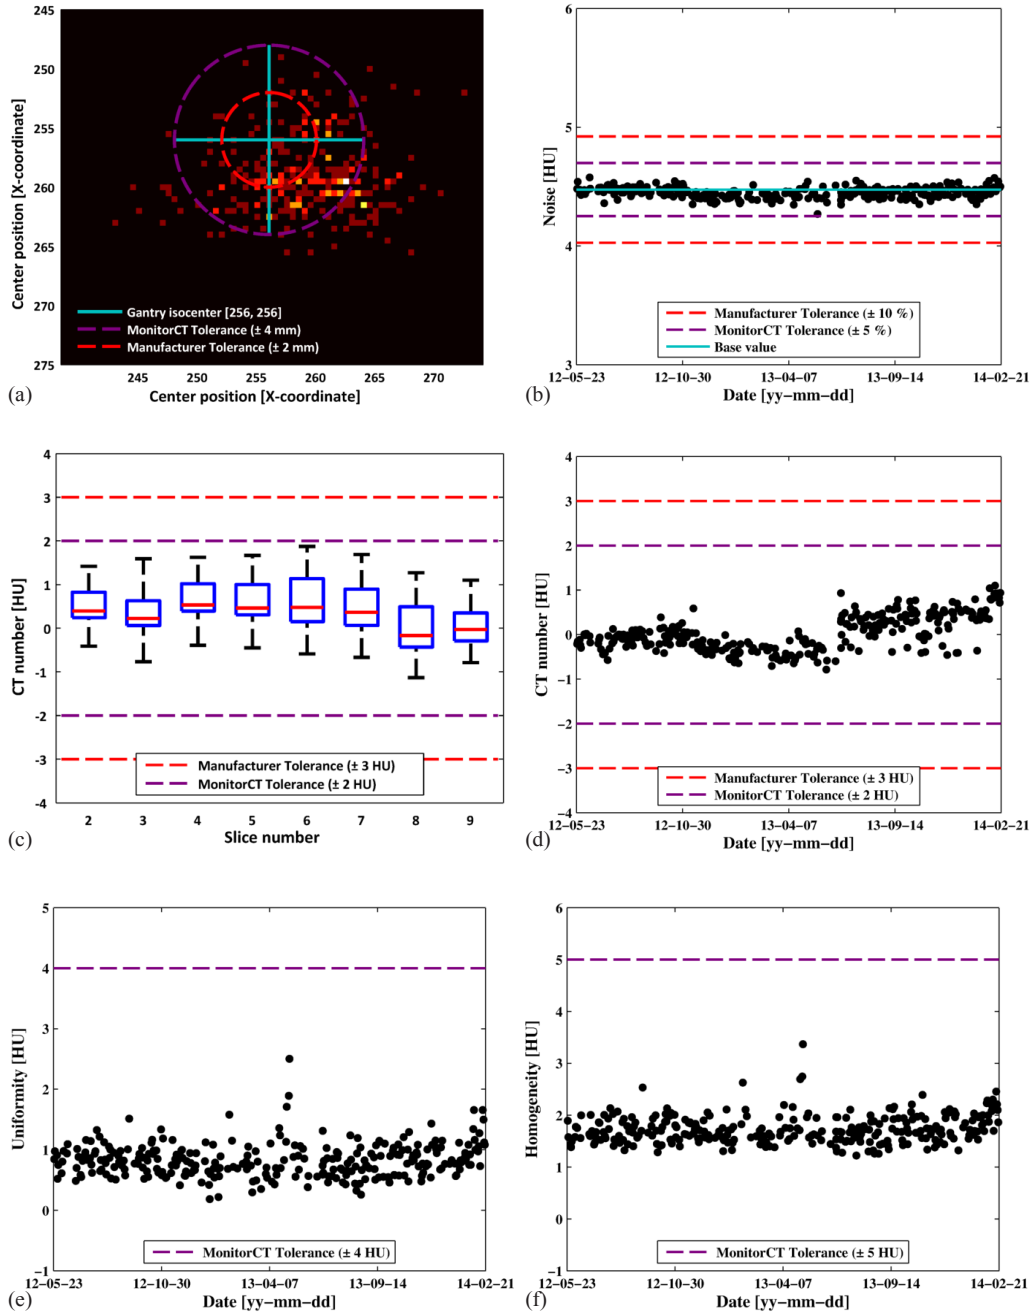 245
250
255
260
265
270
275
Center position [X-coordinate]
Gantry isocenter [256, 256]
MonitorCT Tolerance (± 4 mm)
Manufacturer Tolerance (± 2 mm)
245 250 255 260 265 270
Center position [X-coordinate]
(a)
6
5
4
3
Noise [HU]
Manufacturer Tolerance (± 10 %)
MonitorCT Tolerance (± 5 %)
Base value
12-05-23 12-10-30 13-04-07 13-09-14 14-02-21
Date [yy-mm-dd]
(b)
4
3
2
1
0
-1
-2
-3
-4
CT number [HU]
Manufacturer Tolerance (± 3 HU)
MonitorCT Tolerance (± 2 HU)
2 3 4 5 6 7 8 9
Slice number
(c)
4
3
2
1
0
-1
-2
-3
-4
CT number [HU]
Manufacturer Tolerance (± 3 HU)
MonitorCT Tolerance (± 2 HU)
12-05-23 12-10-30 13-04-07 13-09-14 14-02-21
Date [yy-mm-dd]
(d)
5
4
3
2
1
0
-1
Uniformity [HU]
MonitorCT Tolerance (± 4 HU)
12-05-23 12-10-30 13-04-07 13-09-14 14-02-21
Date [yy-mm-dd]
(e)
6
5
4
3
2
1
0
-1
Homogeneity [HU]
MonitorCT Tolerance (± 5 HU)
12-05-23 12-10-30 13-04-07 13-09-14 14-02-21
Date [yy-mm-dd]
(f)